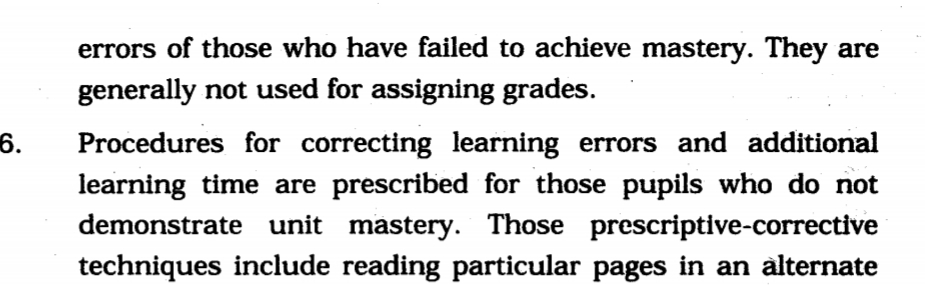 errors of those who have failed to achieve mastery. They are
generally not used for assigning grades.
6. Procedures for correcting learning errors and additional
learning time are prescribed for those pupils who do not
demonstrate unit mastery. Those prescriptive-corrective
techniques include reading particular pages in an alternate